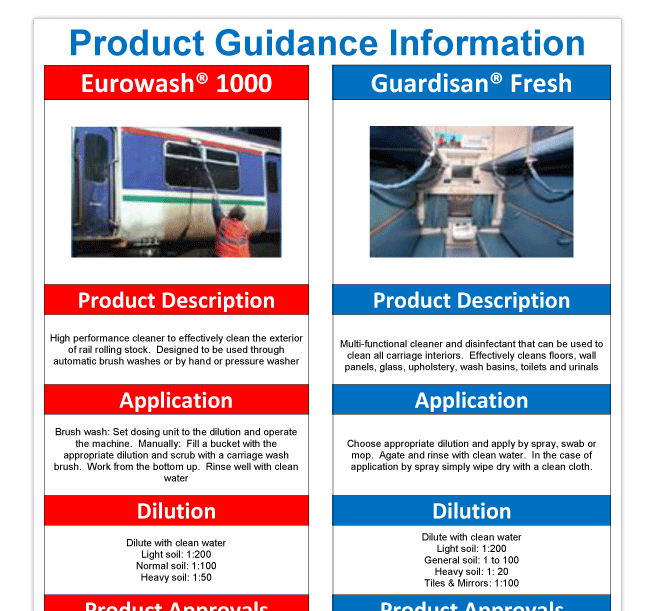 Product Guidance Information
Eurowash® 1000
Product Description
High performance cleaner to effectively clean the exterior
of rail rolling stock. Designed to be used through
automatic brush washes or by hand or pressure washer
Application
Brush wash: Set dosing unit to the dilution and operate
the machine. Manually: Fill a bucket with the
appropriate dilution and scrub with a carriage wash
brush. Work from the bottom up. Rinse well with clean
water
Dilution
Dilute with clean water
Light soil: 1:200
Normal soil: 1:100
Heavy soil: 1:50
Product Approvals
Guardisan® Fresh
Product Description
Multi-functional cleaner and disinfectant that can be used to
clean all carriage interiors. Effectively cleans floors, wall
panels, glass, upholstery, wash basins, toilets and urinals
Application
Choose appropriate dilution and apply by spray, swab or
mop. Agate and rinse with clean water. In the case of
application by spray simply wipe dry with a clean cloth.
Dilution
Dilute with clean water
Light soil: 1:200
General soil: 1 to 100
Heavy soil: 1: 20
Tiles & Mirrors: 1:100
Product Approvals